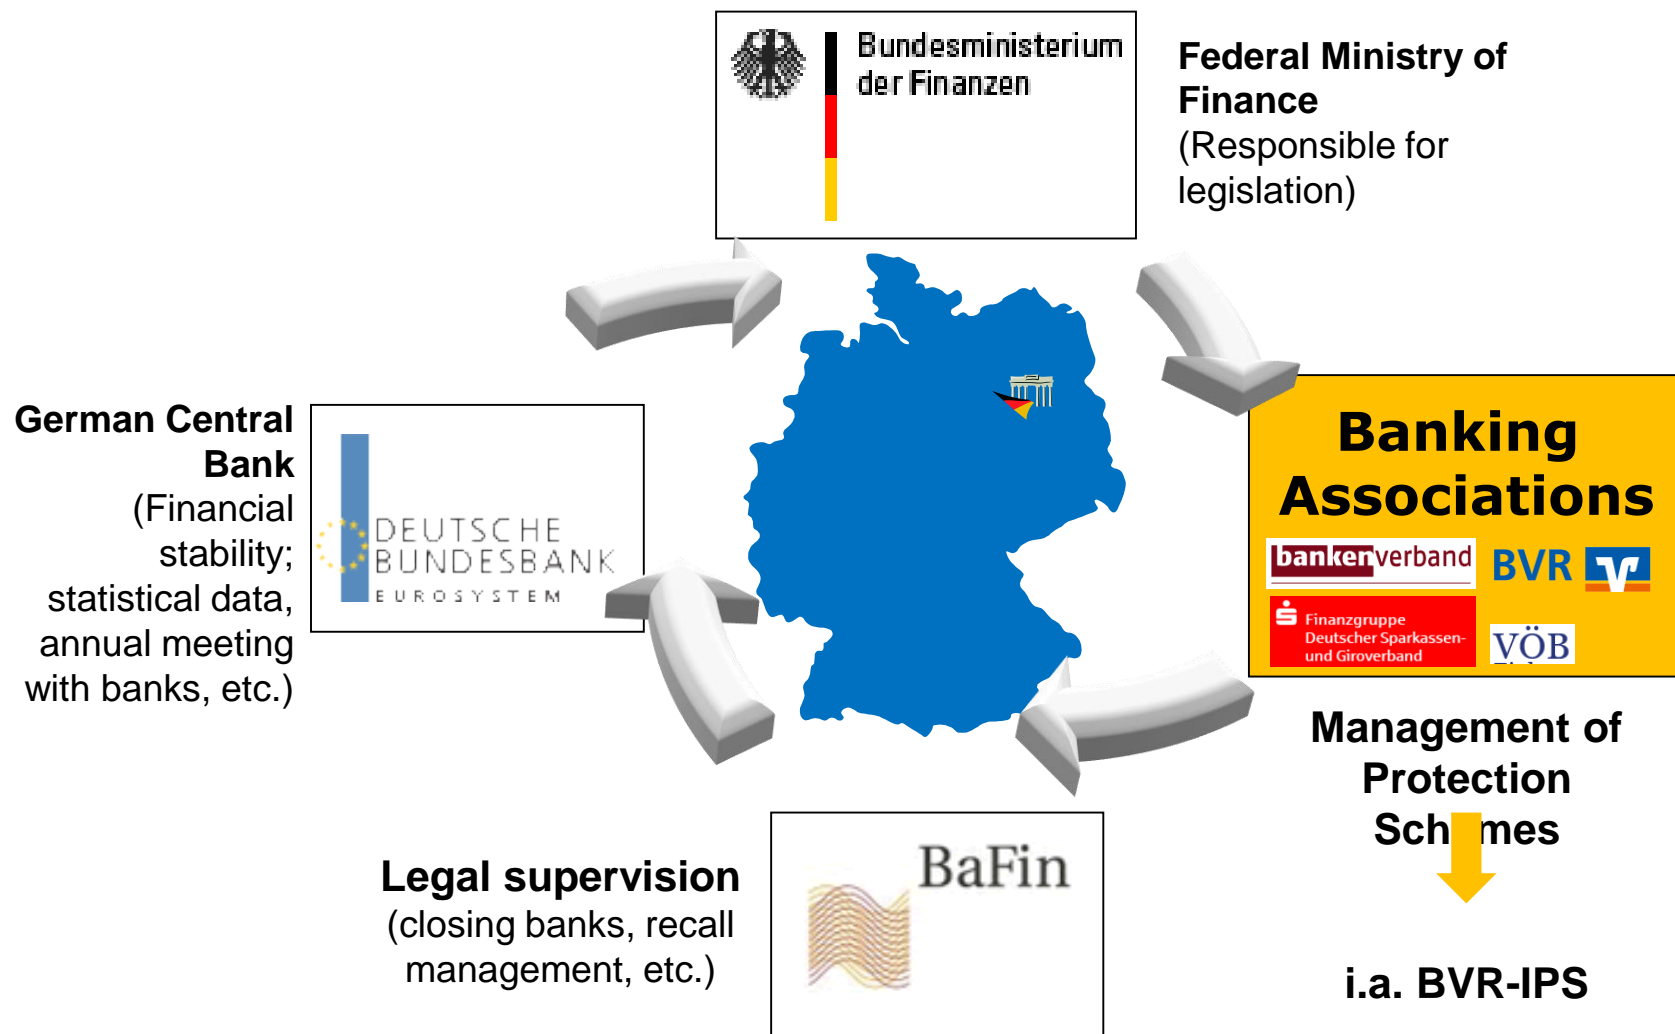 Bundesministerium
der Finanzen
Federal Ministry of
Finance
(Responsible for
legislation)
German Central
Bank
(Financial
stability;
statistical data,
annual meeting
with banks, etc.)
DEUTSCHE
BUNDESBANK
EUROSYSTEM
Banking
Associations
bankenverband
BVR
Finanzgruppe
Deutscher Sparkassen-
und Giroverband
VÖB
Management of
Protection
Sch mes
i.a. BVR-IPS
Legal supervision
(closing banks, recall
management, etc.)
BaFin